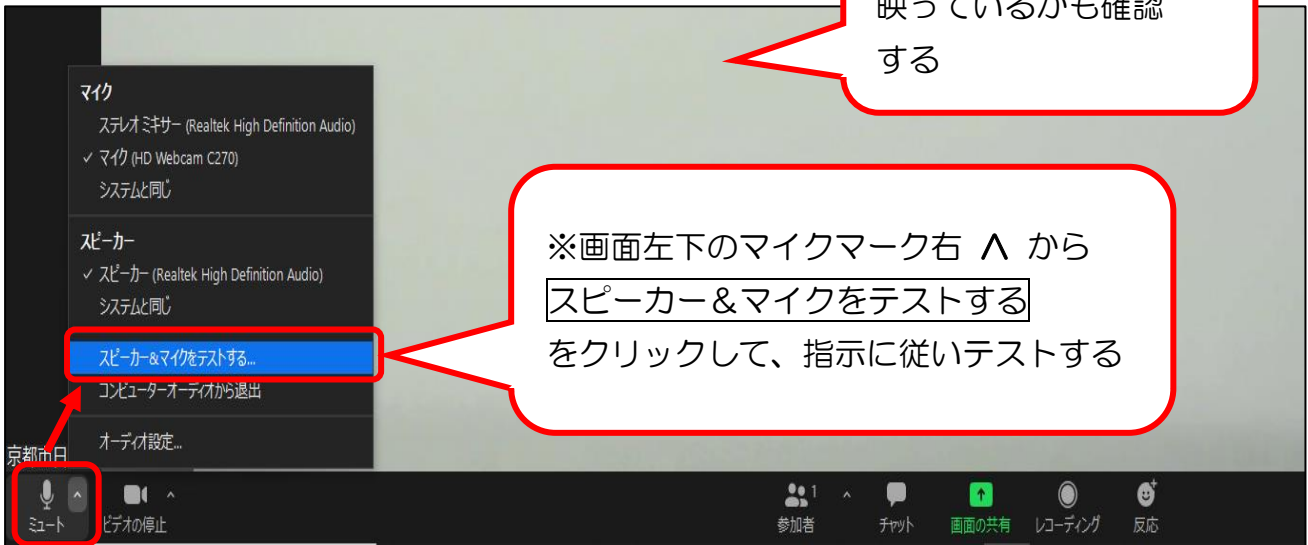 映っているかも確認
する
マイク
ステレオ ミキサー (Realtek High Definition Audio)
✓ マイク (HD Webcam C270)
システムと同じ
スピーカー
✓ スピーカー (Realtek High Definition Audio)
システムと同じ
スピーカー&マイクをテストする...
コンピューターオーディオから退出
オーディオ設定...
※画面左下のマイクマーク右 ∧ から
スピーカー&マイクをテストする
をクリックして、指示に従いテストする
京都市日
ミュート
ビデオの停止
1
参加者
チャット
画面の共有
レコーディング
反応